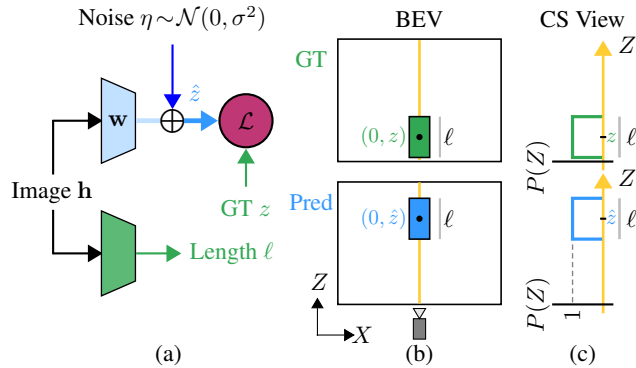 Noise η∼𝒩(0, σ²)
ẑ
w
ℒ
Image h
GT z
Length ℓ
(a)
BEV
GT
(0, z)
ℓ
Pred
(0, ẑ)
ℓ
Z
X
(b)
CS View
Z
z
ℓ
P(Z)
Z
ẑ
ℓ
P(Z)
1
(c)